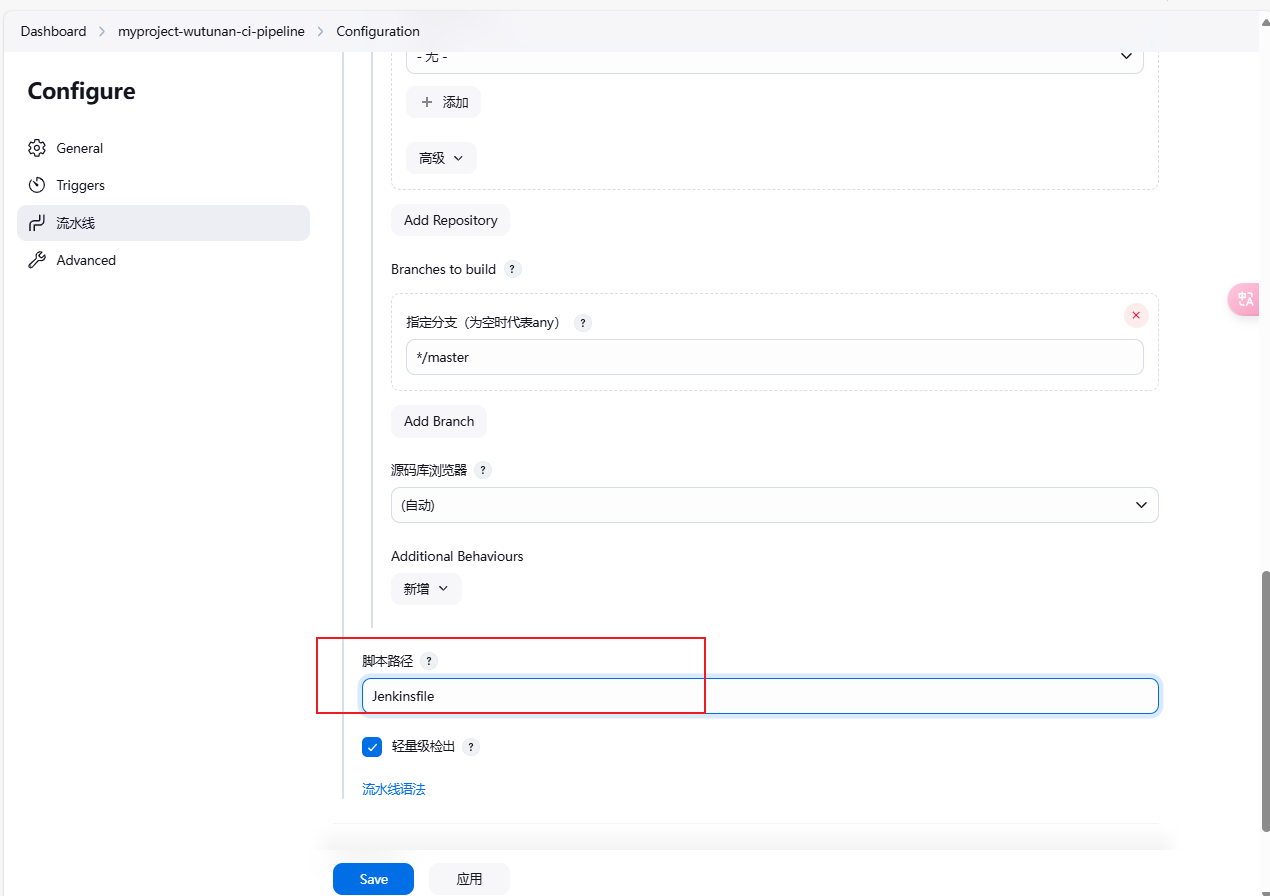 Dashboard > myproject-wutunan-ci-pipeline > Configuration
Configure
General
Triggers
流水线
Advanced
- 无 -
+ 添加
高级
Add Repository
Branches to build ?
指定分支（为空时代表any） ?
*/master
Add Branch
源码库浏览器 ?
(自动)
Additional Behaviours
新增
脚本路径 ?
Jenkinsfile
轻量级检出 ?
流水线语法
Save
应用